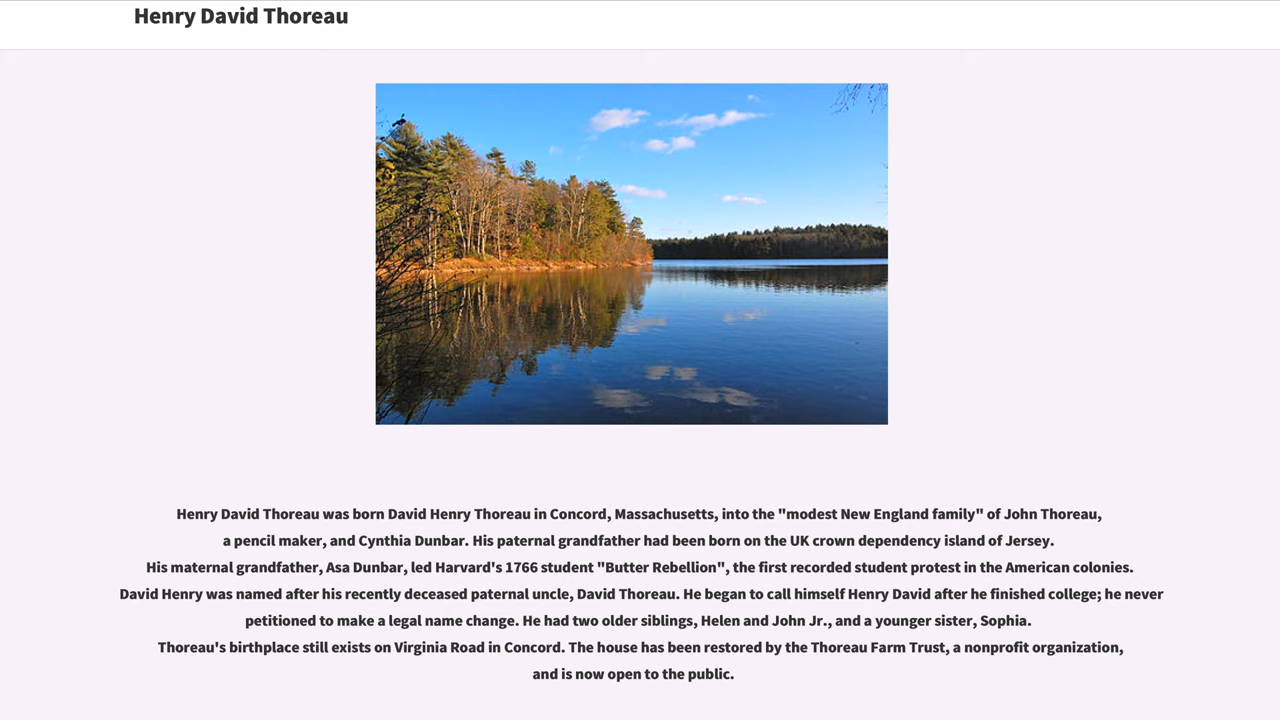 Henry David Thoreau
Henry David Thoreau was born David Henry Thoreau in Concord, Massachusetts, into the "modest New England family" of John Thoreau,
a pencil maker, and Cynthia Dunbar. His paternal grandfather had been born on the UK crown dependency island of Jersey.
His maternal grandfather, Asa Dunbar, led Harvard's 1766 student "Butter Rebellion", the first recorded student protest in the American colonies.
David Henry was named after his recently deceased paternal uncle, David Thoreau. He began to call himself Henry David after he finished college; he never
petitioned to make a legal name change. He had two older siblings, Helen and John Jr., and a younger sister, Sophia.
Thoreau's birthplace still exists on Virginia Road in Concord. The house has been restored by the Thoreau Farm Trust, a nonprofit organization,
and is now open to the public.